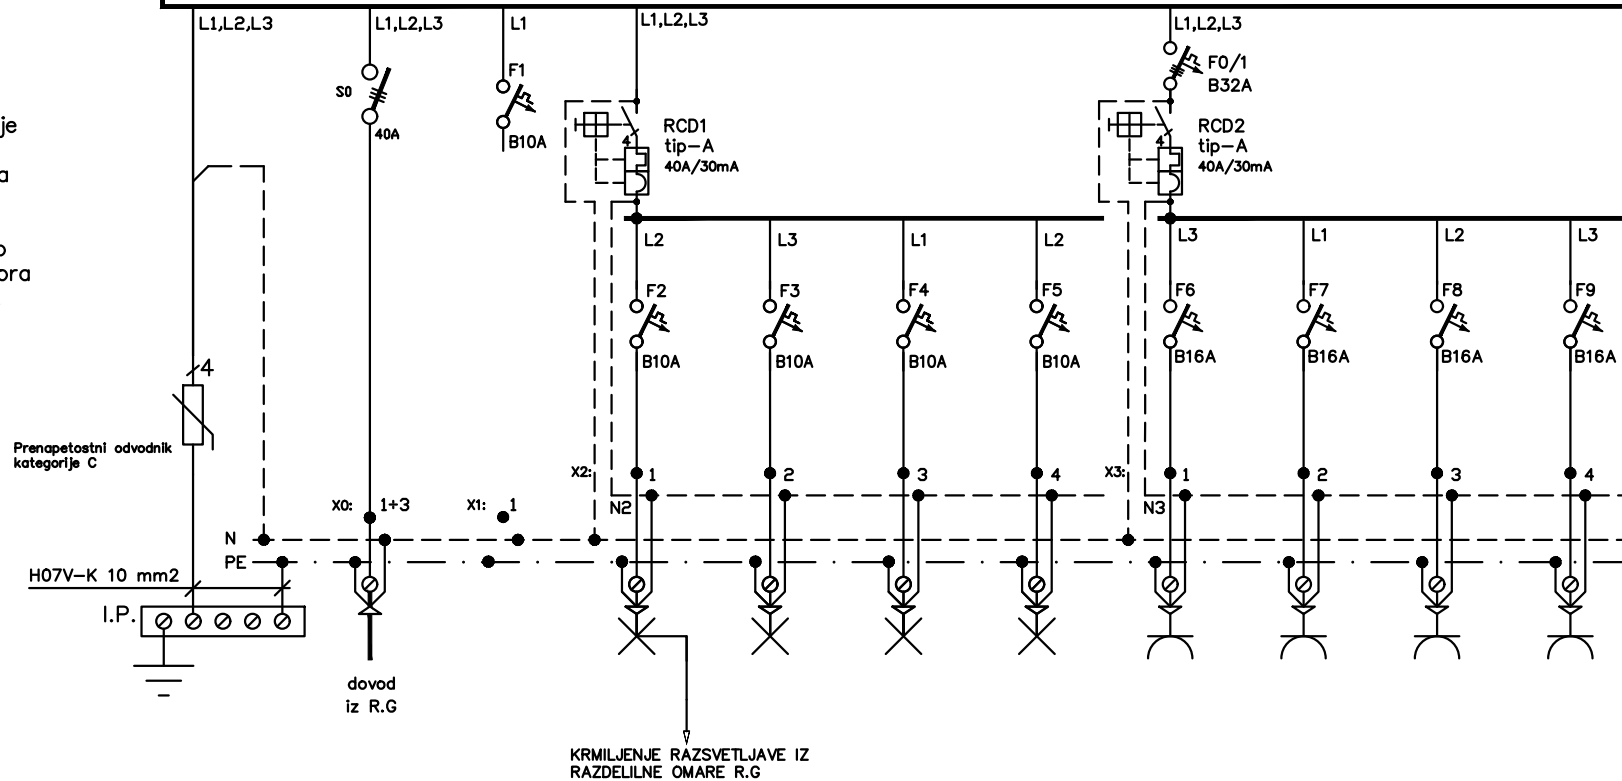 L1,L2,L3
L1,L2,L3
L1
L1,L2,L3
L1,L2,L3
F1
F0/1
B32A
S0
40A
B10A
RCD1
tip-A
40A/30mA
4
RCD2
tip-A
40A/30mA
4
je
a
ora
L2
L3
L1
L2
L3
L1
L2
L3
F2
F3
F4
F5
F6
F7
F8
F9
B10A
B10A
B10A
B10A
B16A
B16A
B16A
B16A
4
Prenapetostni odvodnik
kategorije C
X2:
1
2
3
4
X3:
1
2
3
4
X0:
1+3
X1:
1
N2
N3
N
PE
H07V-K 10 mm2
I.P.
dovod
iz R.G
KRMILJENJE RAZSVETLJAVE IZ
RAZDELILNE OMARE R.G